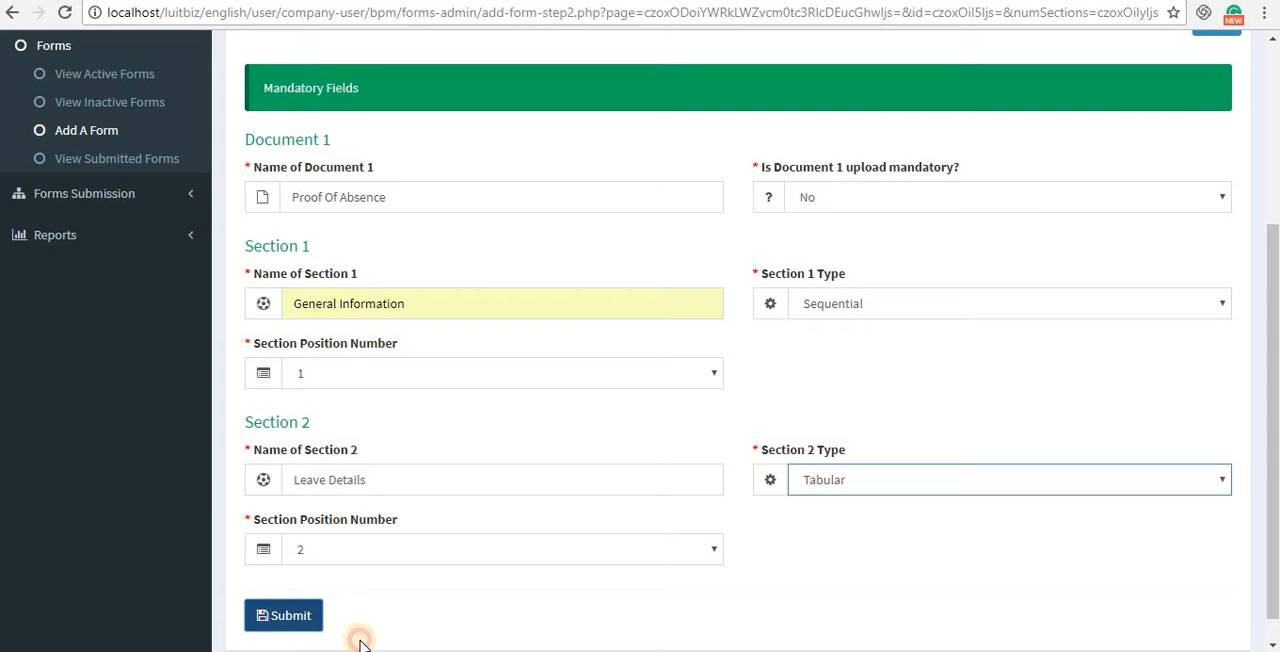 localhost/luitbiz/english/user/company-user/bpm/forms-admin/add-form-step2.php?page=czoxODoiYWRkLWZvcm0tc3RlcDEucGhwIjs=&id=czoxOiI5Ijs=&numSections=czoxOiIyIjs
NEW
Forms
View Active Forms
View Inactive Forms
Add A Form
View Submitted Forms
Forms Submission
Reports
Mandatory Fields
Document 1
* Name of Document 1
* Is Document 1 upload mandatory?
Proof Of Absence
? No
Section 1
* Name of Section 1
* Section 1 Type
General Information
Sequential
* Section Position Number
1
Section 2
* Name of Section 2
* Section 2 Type
Leave Details
Tabular
* Section Position Number
2
Submit